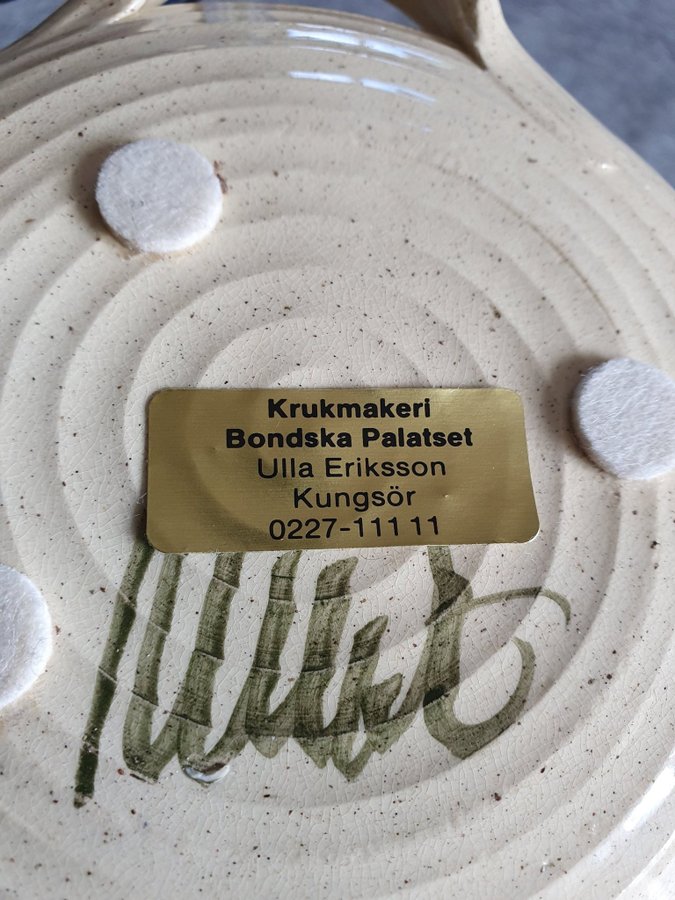 Krukmakeri
Bondska Palatset
Ulla Eriksson
Kungsör
0227-111 11